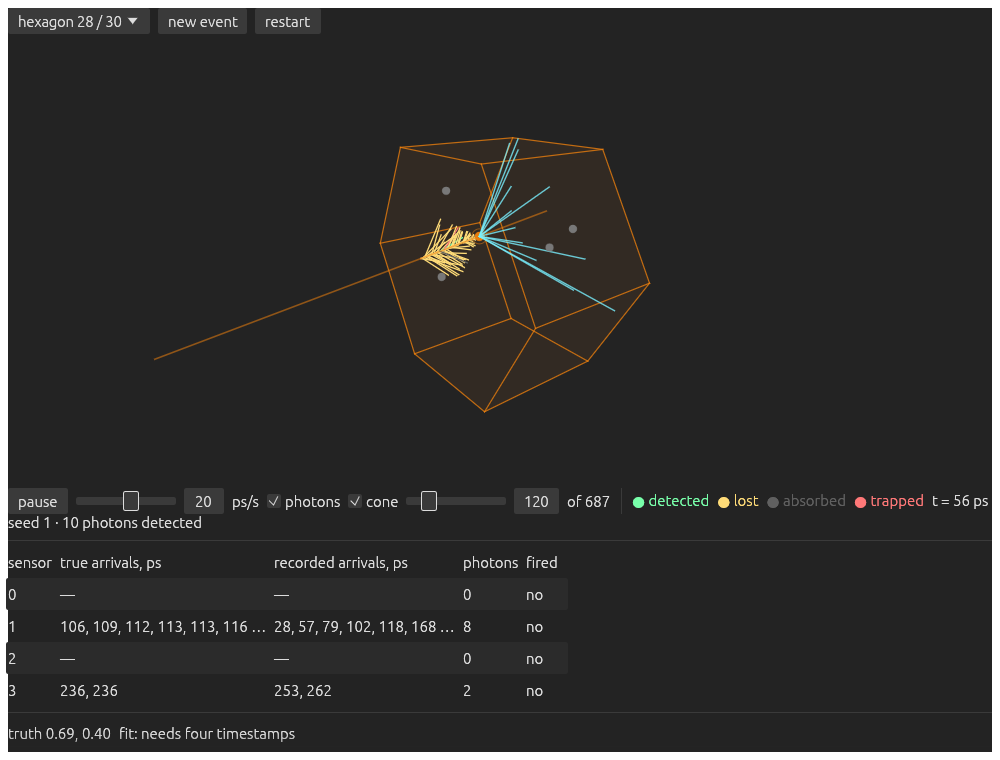 hexagon 28 / 30 new event restart
pause 20 ps/s photons cone 120 of 687 detected lost absorbed trapped t = 56 ps
seed 1 · 10 photons detected
sensor true arrivals, ps recorded arrivals, ps photons fired
0 — — 0 no
1 106, 109, 112, 113, 113, 116 … 28, 57, 79, 102, 118, 168 … 8 no
2 — — 0 no
3 236, 236 253, 262 2 no
truth 0.69, 0.40 fit: needs four timestamps